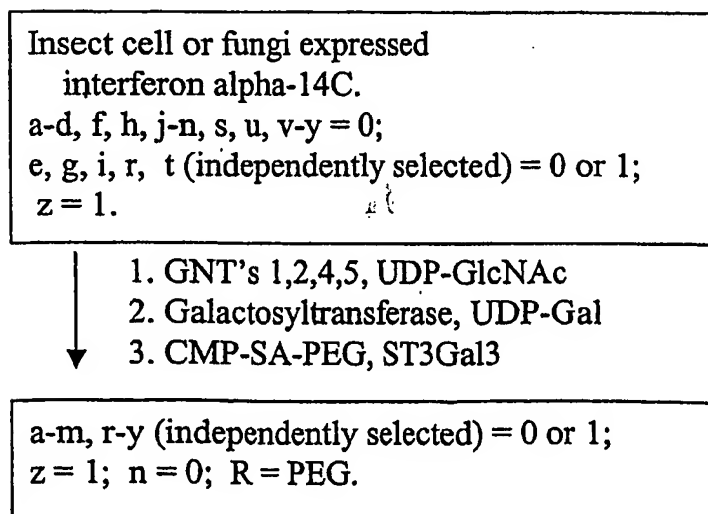 Insect cell or fungi expressed
interferon alpha-14C.
a-d, f, h, j-n, s, u, v-y = 0;
e, g, i, r, t (independently selected) = 0 or 1;
z = 1.
1. GNT's 1,2,4,5, UDP-GlcNAc
2. Galactosyltransferase, UDP-Gal
3. CMP-SA-PEG, ST3Gal3
a-m, r-y (independently selected) = 0 or 1;
z = 1; n = 0; R = PEG.